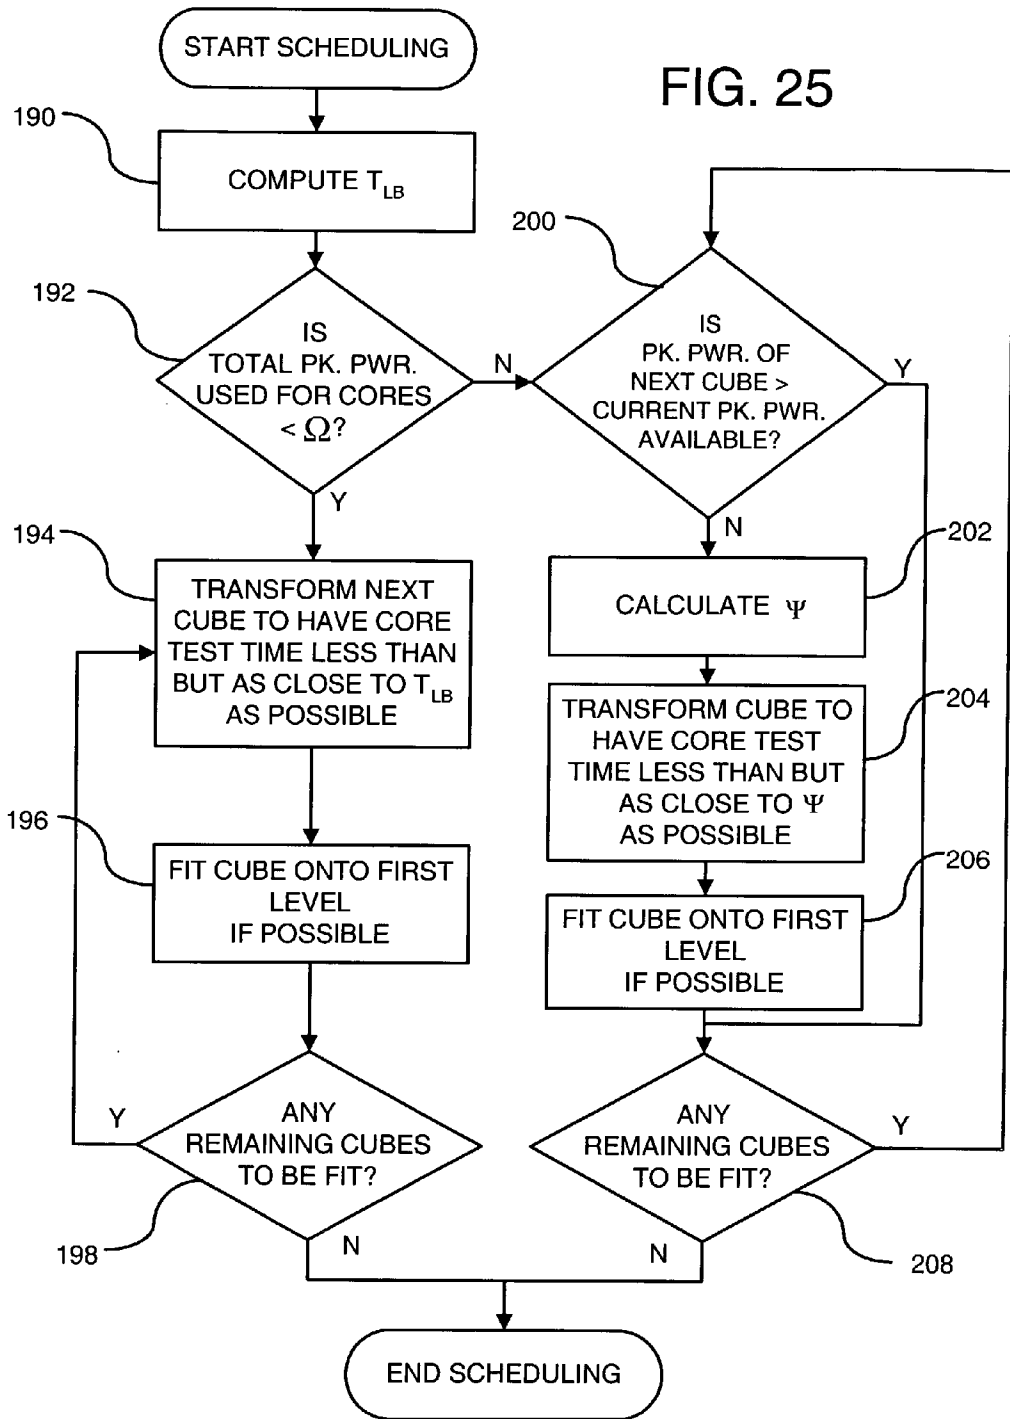 START SCHEDULING
FIG. 25
190
COMPUTE T_LB
192
IS
TOTAL PK. PWR.
USED FOR CORES
< Ω?
N
Y
200
IS
PK. PWR. OF
NEXT CUBE >
CURRENT PK. PWR.
AVAILABLE?
Y
N
194
TRANSFORM NEXT
CUBE TO HAVE CORE
TEST TIME LESS THAN
BUT AS CLOSE TO T_LB
AS POSSIBLE
202
CALCULATE Ψ
204
TRANSFORM CUBE TO
HAVE CORE TEST
TIME LESS THAN BUT
AS CLOSE TO Ψ
AS POSSIBLE
196
FIT CUBE ONTO FIRST
LEVEL
IF POSSIBLE
206
FIT CUBE ONTO FIRST
LEVEL
IF POSSIBLE
Y
ANY
REMAINING CUBES
TO BE FIT?
198
N
ANY
REMAINING CUBES
TO BE FIT?
Y
N
208
END SCHEDULING